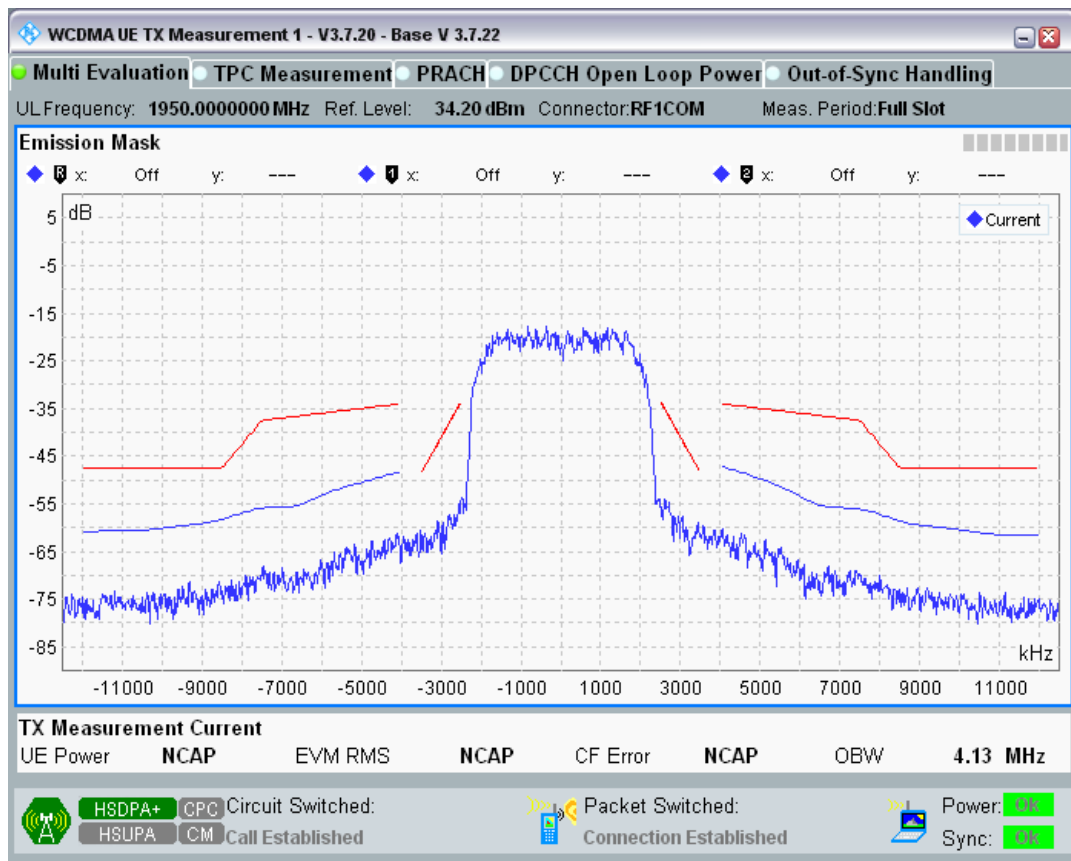 WCDMA UE TX Measurement 1 - V3.7.20 - Base V 3.7.22
Multi Evaluation TPC Measurement PRACH DPCCH Open Loop Power Out-of-Sync Handling
UL Frequency: 1950.0000000 MHz Ref. Level: 34.20 dBm Connector:RF1COM Meas. Period:Full Slot
Emission Mask
R x: Off y: --- 1 x: Off y: --- 2 x: Off y: ---
dB
Current
5
-5
-15
-25
-35
-45
-55
-65
-75
-85
kHz
-11000 -9000 -7000 -5000 -3000 -1000 1000 3000 5000 7000 9000 11000
TX Measurement Current
UE Power NCAP EVM RMS NCAP CF Error NCAP OBW 4.13 MHz
HSDPA+ CPC Circuit Switched: Packet Switched: Power: OK
HSUPA CM Call Established Connection Established Sync: OK